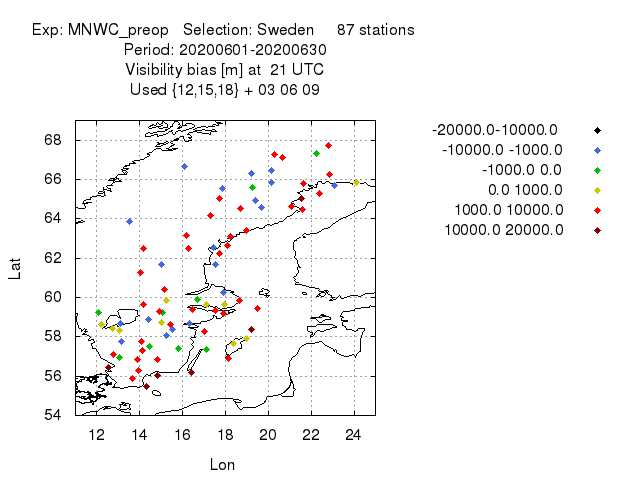 Exp: MNWC_preop Selection: Sweden 87 stations
Period: 20200601-20200630
Visibility bias [m] at 21 UTC
Used {12,15,18} + 03 06 09
-20000.0-10000.0
-10000.0 -1000.0
-1000.0 0.0
0.0 1000.0
1000.0 10000.0
10000.0 20000.0
Lat
68
66
64
62
60
58
56
54
12 14 16 18 20 22 24
Lon